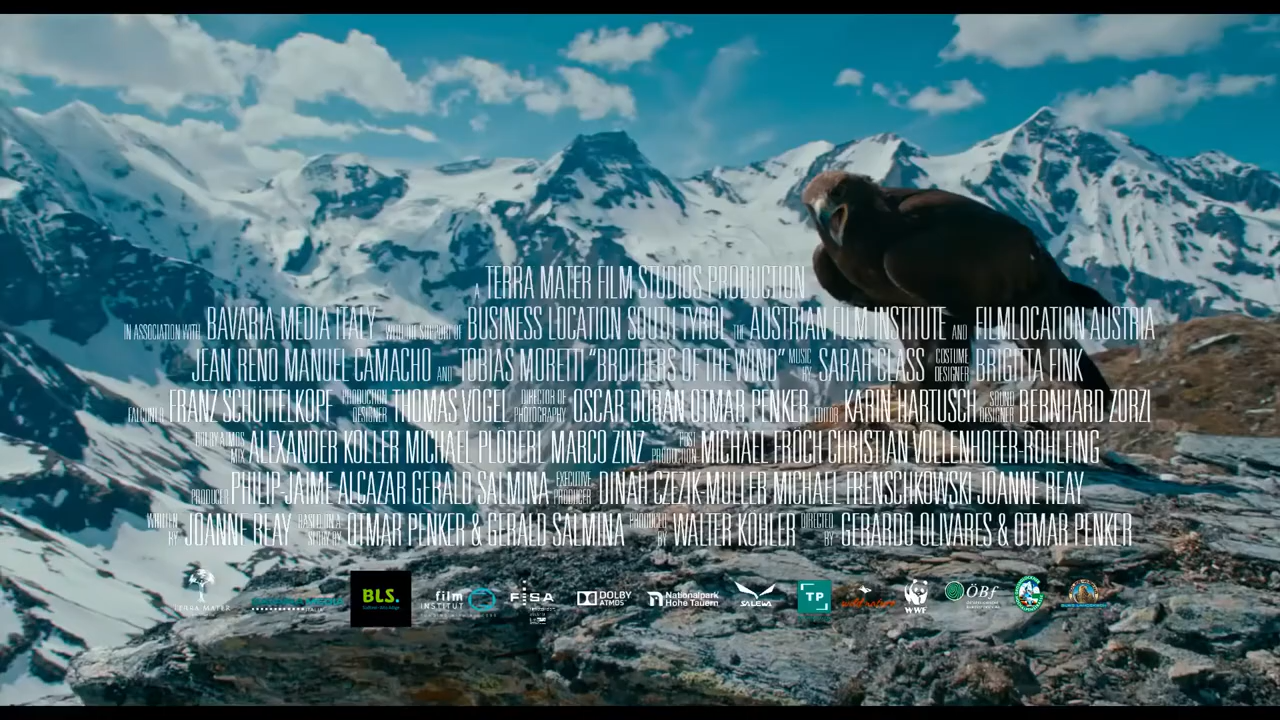 A TERRA MATER FILM STUDIOS PRODUCTION
IN ASSOCIATION WITH BAVARIA MEDIA ITALY WITH THE SUPPORT OF BUSINESS LOCATION SOUTH TYROL THE AUSTRIAN FILM INSTITUTE AND FILMLOCATION AUSTRIA
JEAN RENO MANUEL CAMACHO AND TOBIAS MORETTI “BROTHERS OF THE WIND” MUSIC BY SARAH CLASS COSTUME DESIGNER BRIGITTA FINK
FALCONER FRANZ SCHÜTTELKOPF PRODUCTION DESIGNER THOMAS VÖGEL DIRECTOR OF PHOTOGRAPHY OSCAR DURAN OTMAR PENKER EDITOR KARIN HARTUSCH SOUND DESIGNER BERNHARD ZORZI
DOLBY ATMOS MIX ALEXANDER KOLLER MICHAEL PLÖDERL MARCO ZINZ POST PRODUCTION MICHAEL FROCH CHRISTIAN VOLLENHOFER-ROHLFING
PRODUCER PHILIP-JAIME ALCAZAR GERALD SALMINA EXECUTIVE PRODUCER DINAH CZEZIK-MÜLLER MICHAEL FRENSCHKOWSKI JOANNE REAY
WRITTEN BY JOANNE REAY BASED ON A STORY BY OTMAR PENKER & GERALD SALMINA PRODUCED BY WALTER KÖHLER DIRECTED BY GERARDO OLIVARES & OTMAR PENKER
TERRA MATER BLS. film INSTITUT FISA DOLBY ATMOS Nationalpark Hohe Tauern SALEWA TP WWF ÖBf